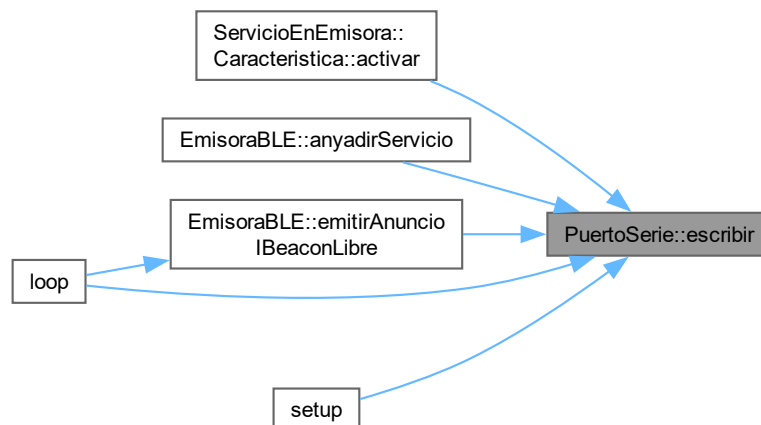 ServicioEnEmisora::
Caracteristica::activar
EmisoraBLE::anyadirServicio
EmisoraBLE::emitirAnuncio
IBeaconLibre
PuertoSerie::escribir
loop
setup